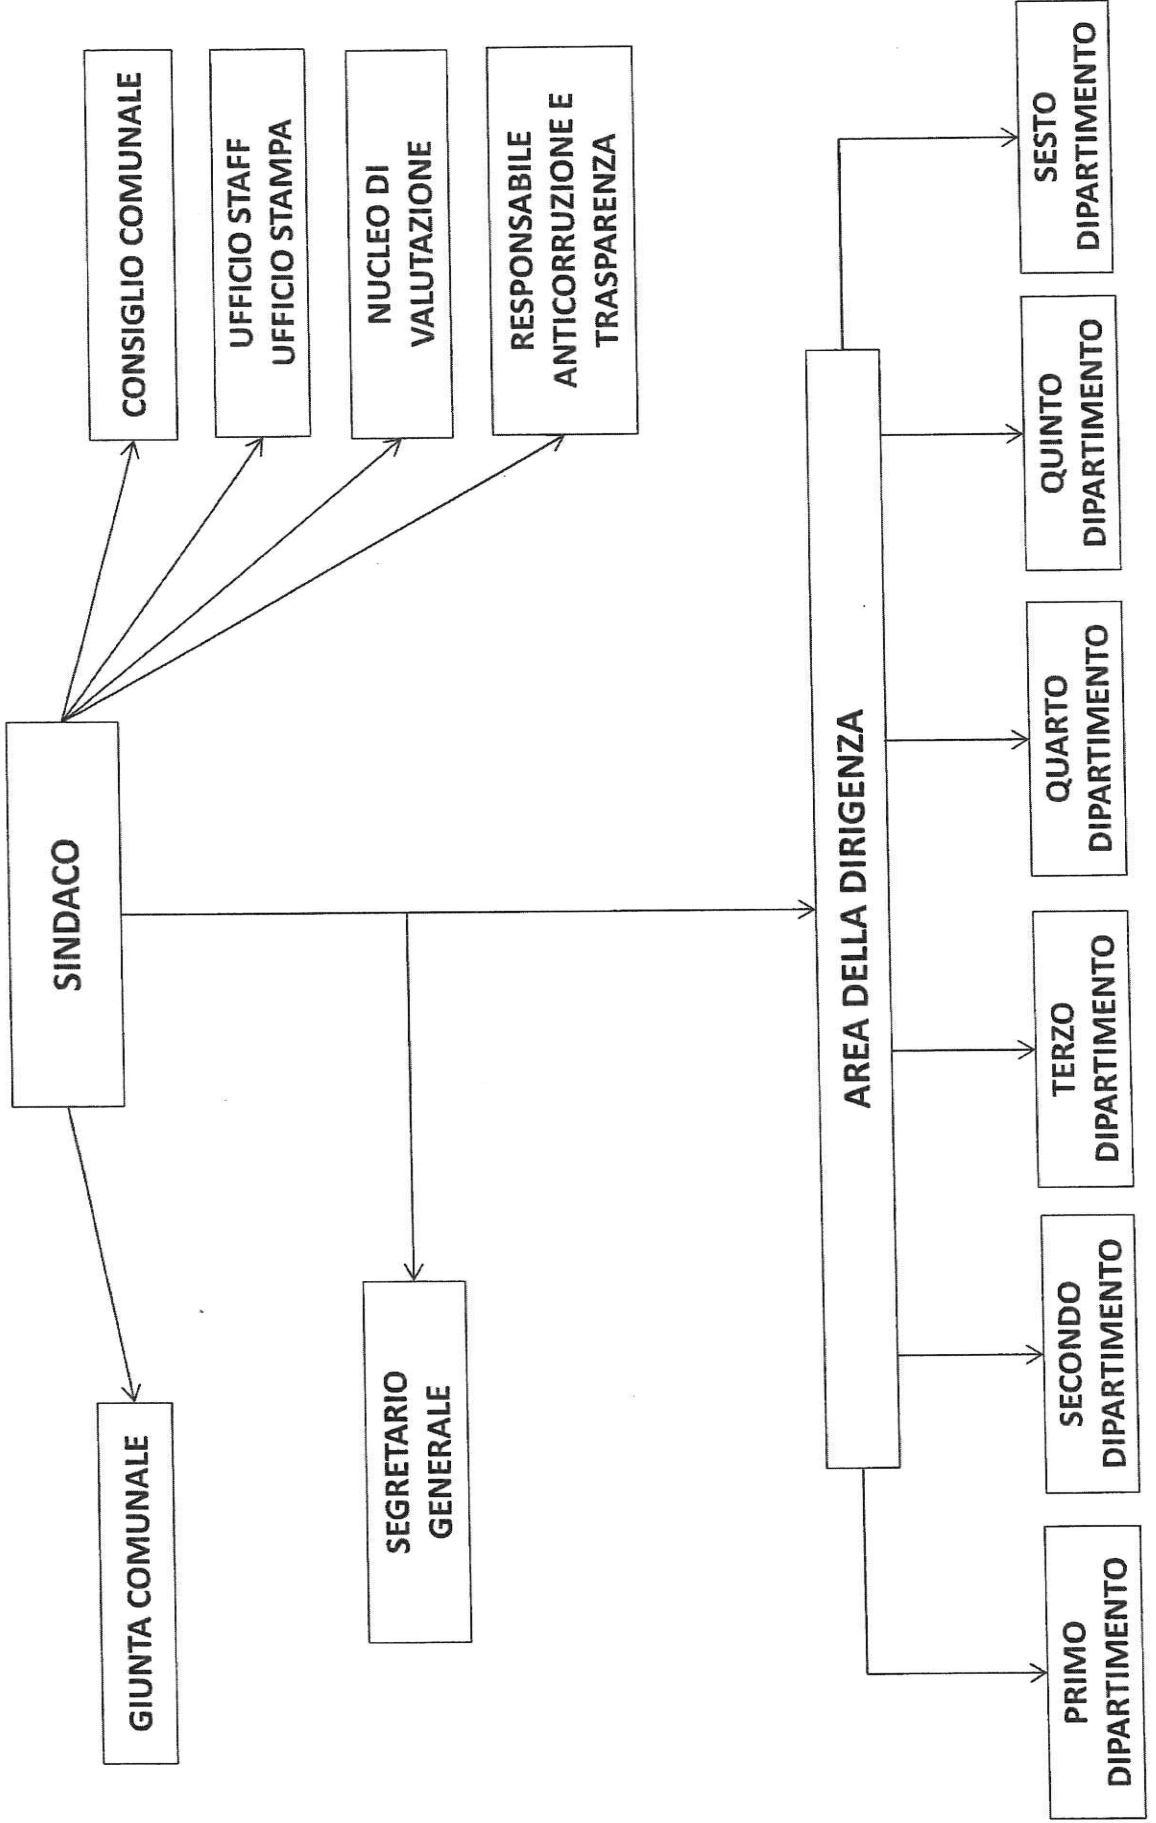 SINDACO
GIUNTA COMUNALE
CONSIGLIO COMUNALE
UFFICIO STAFF
UFFICIO STAMPA
NUCLEO DI
VALUTAZIONE
RESPONSABILE
ANTICORRUZIONE E
TRASPARENZA
SEGRETARIO
GENERALE
AREA DELLA DIRIGENZA
PRIMO
DIPARTIMENTO
SECONDO
DIPARTIMENTO
TERZO
DIPARTIMENTO
QUARTO
DIPARTIMENTO
QUINTO
DIPARTIMENTO
SESTO
DIPARTIMENTO